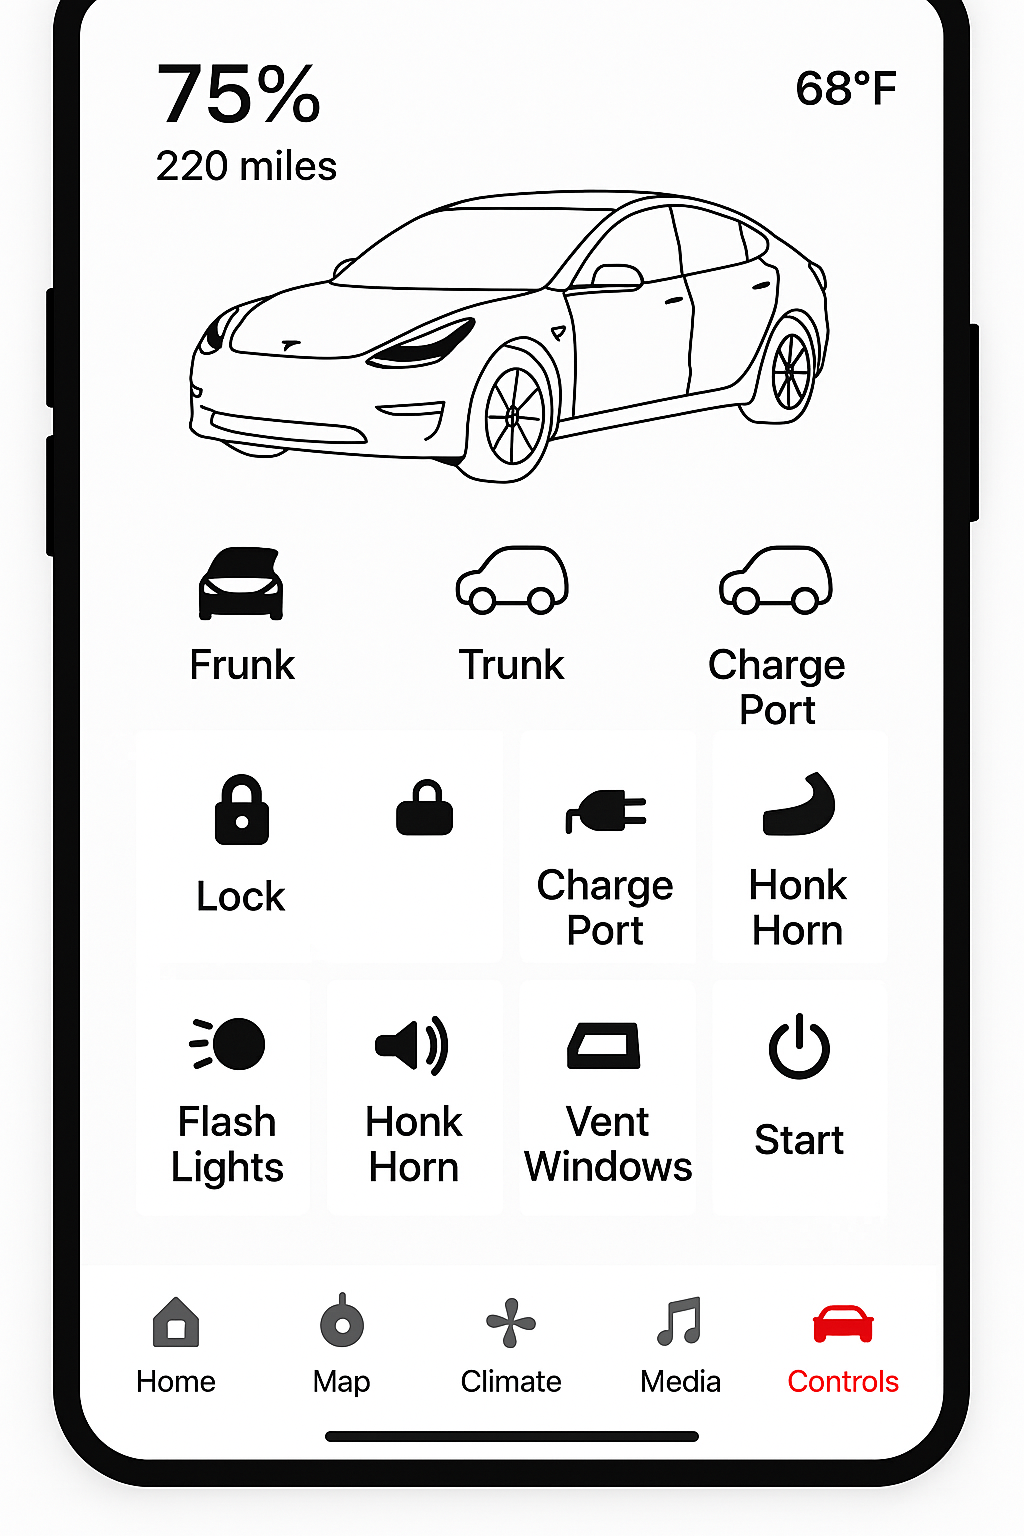 75%
68°F
220 miles
Frunk
Trunk
Charge
Port
Lock
Charge
Port
Honk
Horn
Flash
Lights
Honk
Horn
Vent
Windows
Start
Home
Map
Climate
Media
Controls